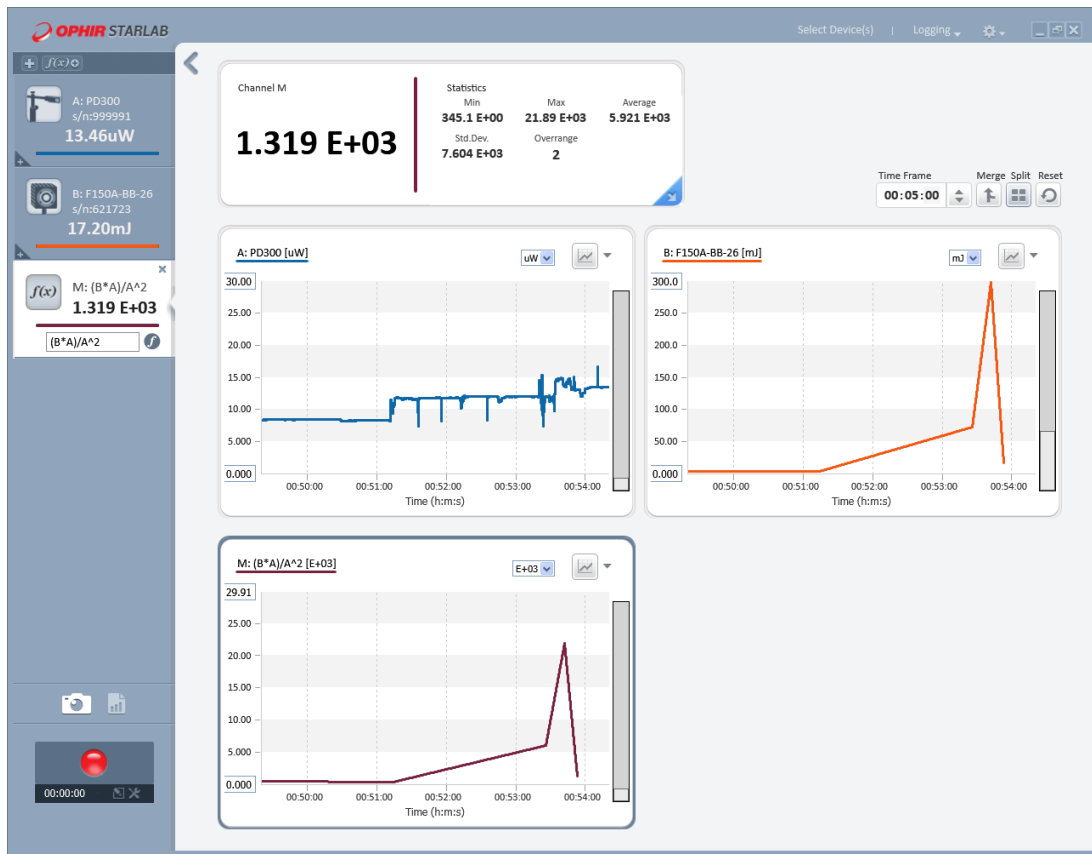 OPHIR STARLAB
Select Device(s) | Logging
f(x)
A: PD300
s/n:999991
13.46uW
B: F150A-BB-26
s/n:621723
17.20mJ
f(x)
M: (B*A)/A^2
1.319 E+03
(B*A)/A^2
f
00:00:00
Channel M
1.319 E+03
Statistics
Min Max Average
345.1 E+00 21.89 E+03 5.921 E+03
Std.Dev. Overrange
7.604 E+03 2
Time Frame Merge Split Reset
00:05:00
A: PD300 [uW]
uW
30.00
25.00
20.00
15.00
10.00
5.000
0.000
00:50:00 00:51:00 00:52:00 00:53:00 00:54:00
Time (h:m:s)
B: F150A-BB-26 [mJ]
mJ
300.0
250.0
200.0
150.0
100.0
50.00
0.000
00:50:00 00:51:00 00:52:00 00:53:00 00:54:00
Time (h:m:s)
M: (B*A)/A^2 [E+03]
E+03
29.91
25.00
20.00
15.00
10.00
5.000
0.000
00:50:00 00:51:00 00:52:00 00:53:00 00:54:00
Time (h:m:s)